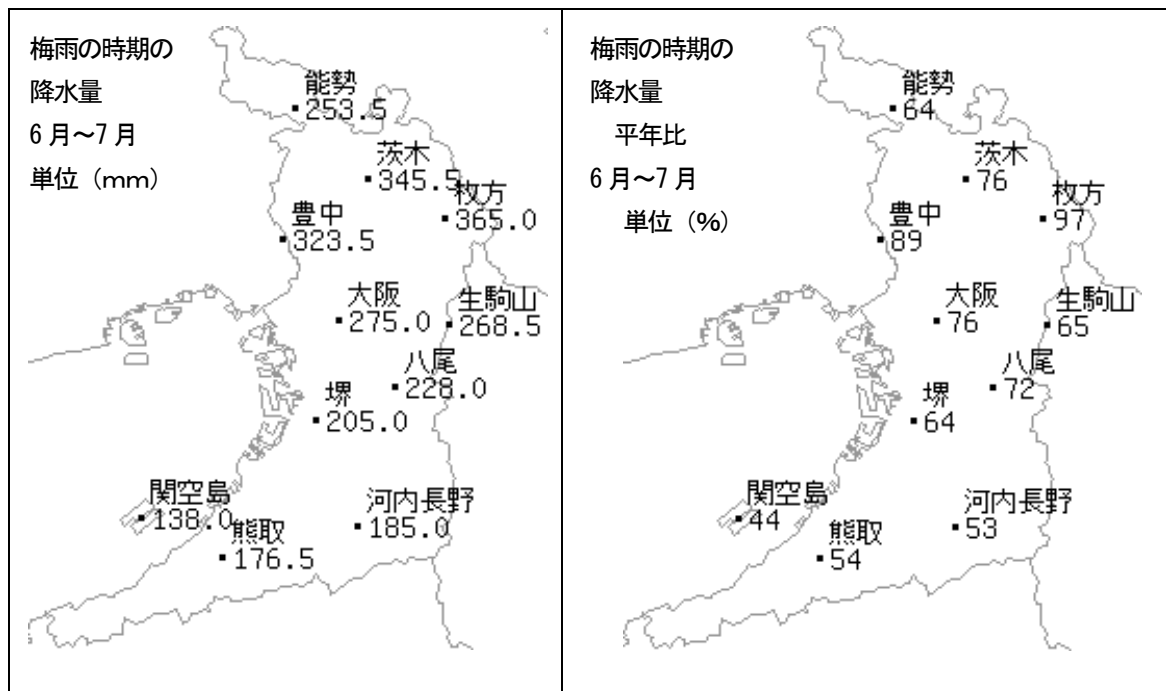 梅雨の時期の
降水量
6月～7月
単位（mm）
能勢
253.5
茨木
345.5
枚方
365.0
豊中
323.5
大阪
275.0
生駒山
268.5
八尾
228.0
堺
205.0
関空島
138.0
河内長野
185.0
熊取
176.5
梅雨の時期の
降水量
平年比
6月～7月
単位（%）
能勢
64
茨木
76
枚方
97
豊中
89
大阪
76
生駒山
65
八尾
72
堺
64
関空島
44
河内長野
53
熊取
54